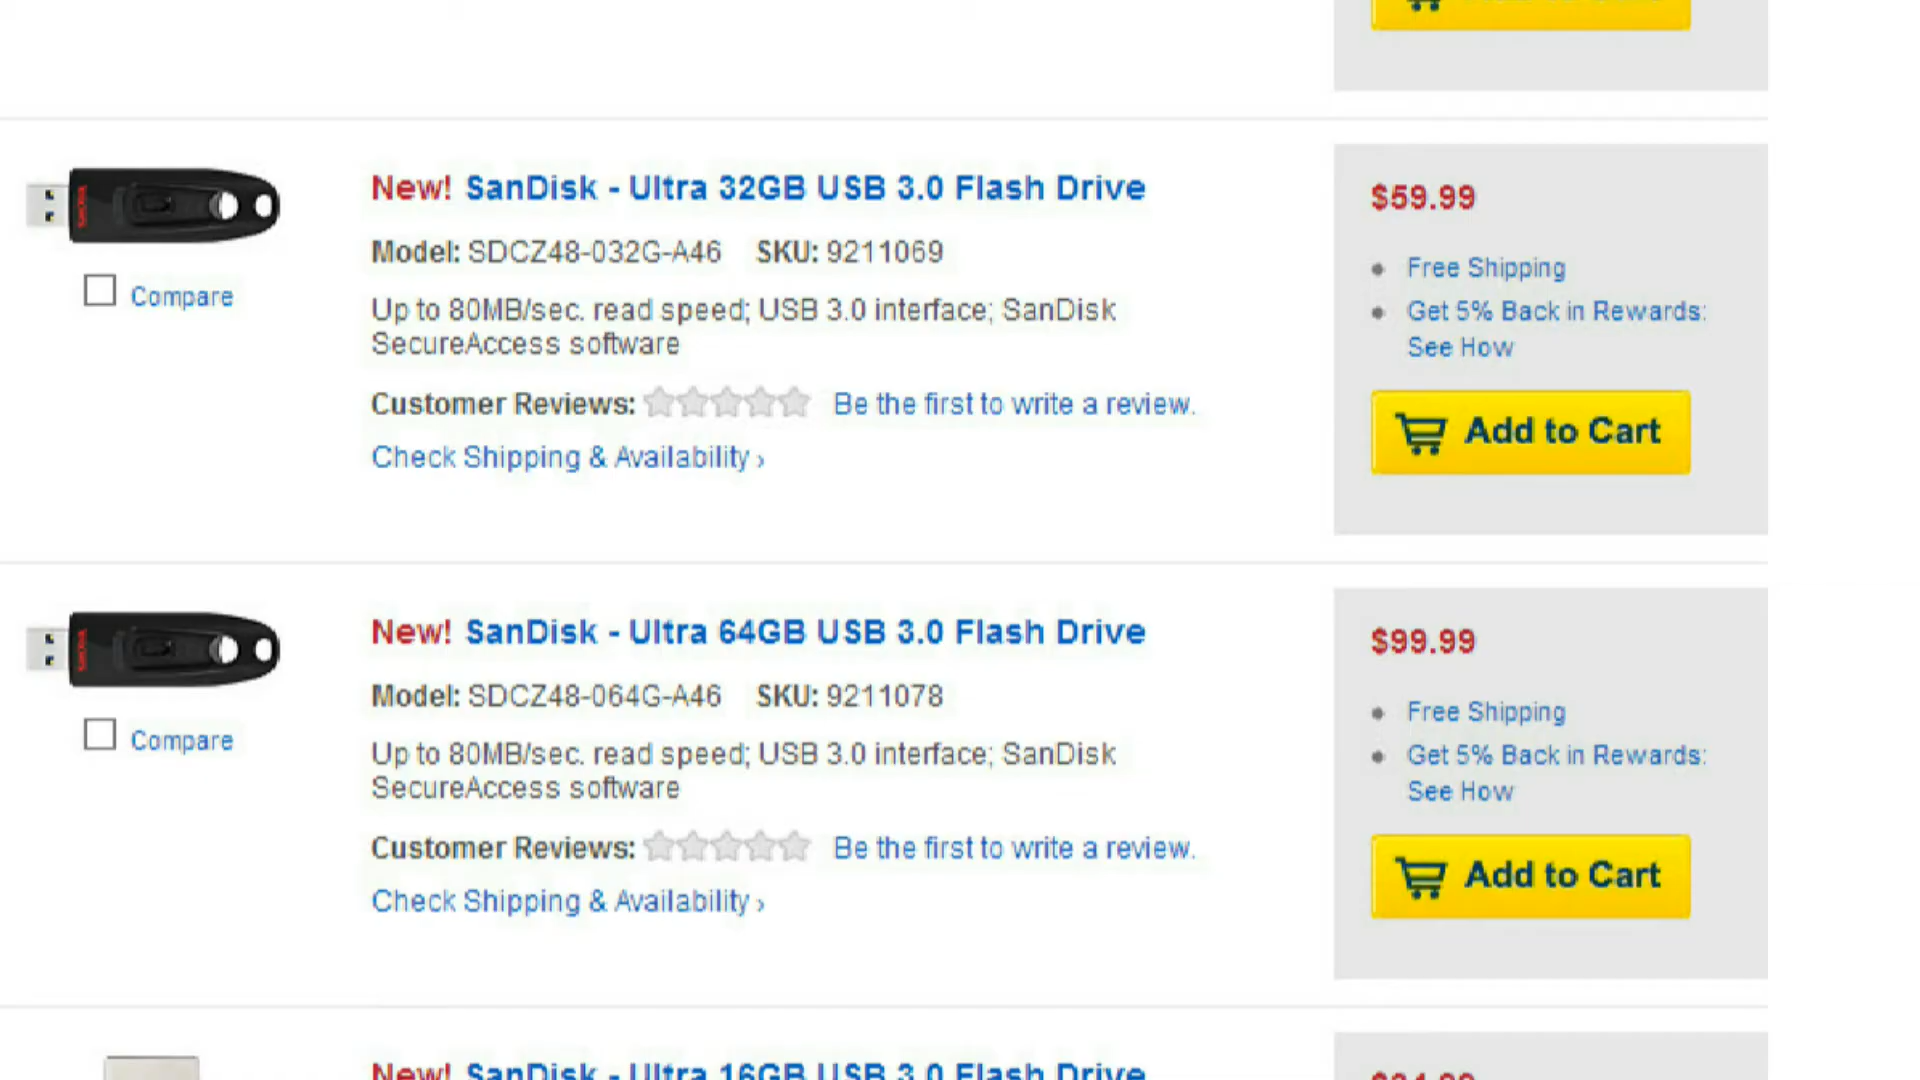 New! SanDisk - Ultra 32GB USB 3.0 Flash Drive
Model: SDCZ48-032G-A46 SKU: 9211069
Up to 80MB/sec. read speed; USB 3.0 interface; SanDisk
SecureAccess software
Customer Reviews: Be the first to write a review.
Check Shipping & Availability ›
Compare
$59.99
Free Shipping
Get 5% Back in Rewards:
See How
Add to Cart
New! SanDisk - Ultra 64GB USB 3.0 Flash Drive
Model: SDCZ48-064G-A46 SKU: 9211078
Up to 80MB/sec. read speed; USB 3.0 interface; SanDisk
SecureAccess software
Customer Reviews: Be the first to write a review.
Check Shipping & Availability ›
Compare
$99.99
Free Shipping
Get 5% Back in Rewards:
See How
Add to Cart
New! SanDisk - Ultra 16GB USB 3.0 Flash Drive